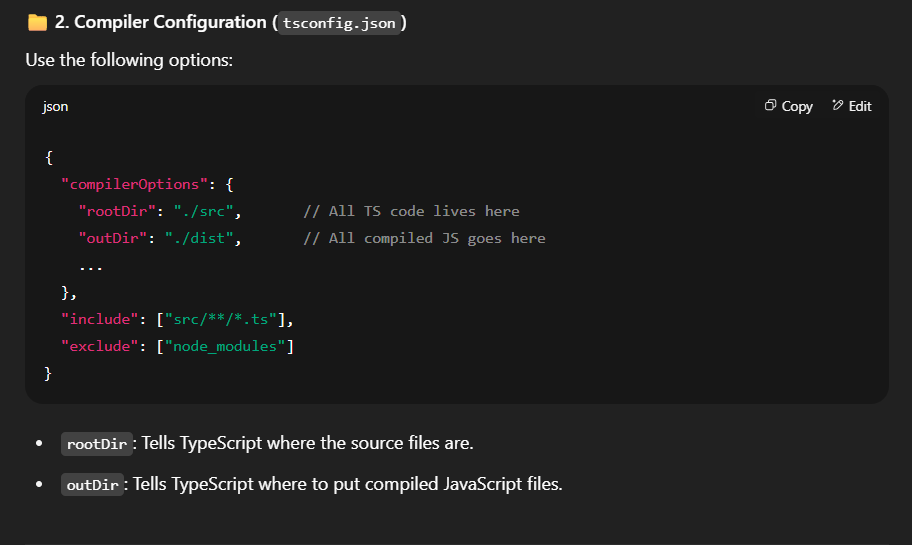 2. Compiler Configuration (tsconfig.json)
Use the following options:
json
Copy
Edit
{
  "compilerOptions": {
    "rootDir": "./src",       // All TS code lives here
    "outDir": "./dist",       // All compiled JS goes here
    ...
  },
  "include": ["src/**/*.ts"],
  "exclude": ["node_modules"]
}
• rootDir: Tells TypeScript where the source files are.
• outDir: Tells TypeScript where to put compiled JavaScript files.